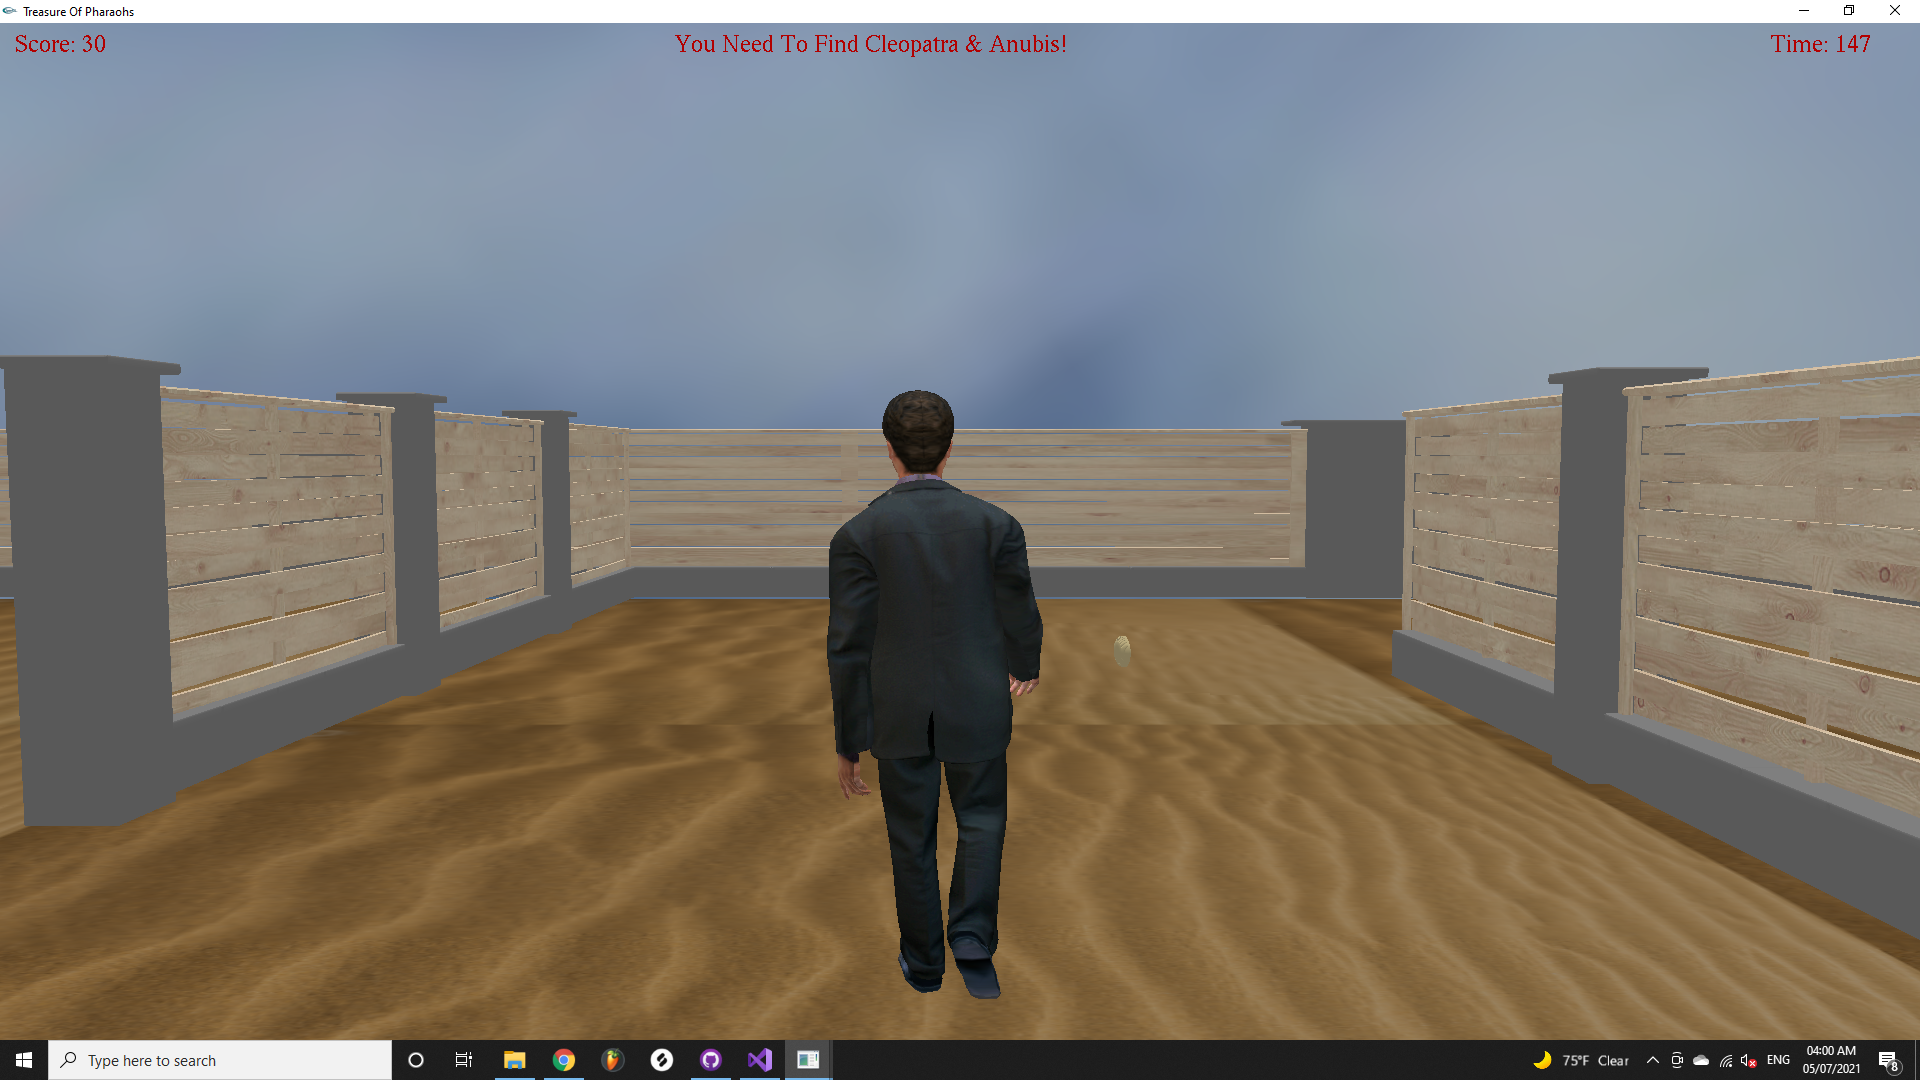 Treasure Of Pharaohs
Score: 30
You Need To Find Cleopatra & Anubis!
Time: 147
Type here to search
75°F Clear
ENG
04:00 AM
05/07/2021
8